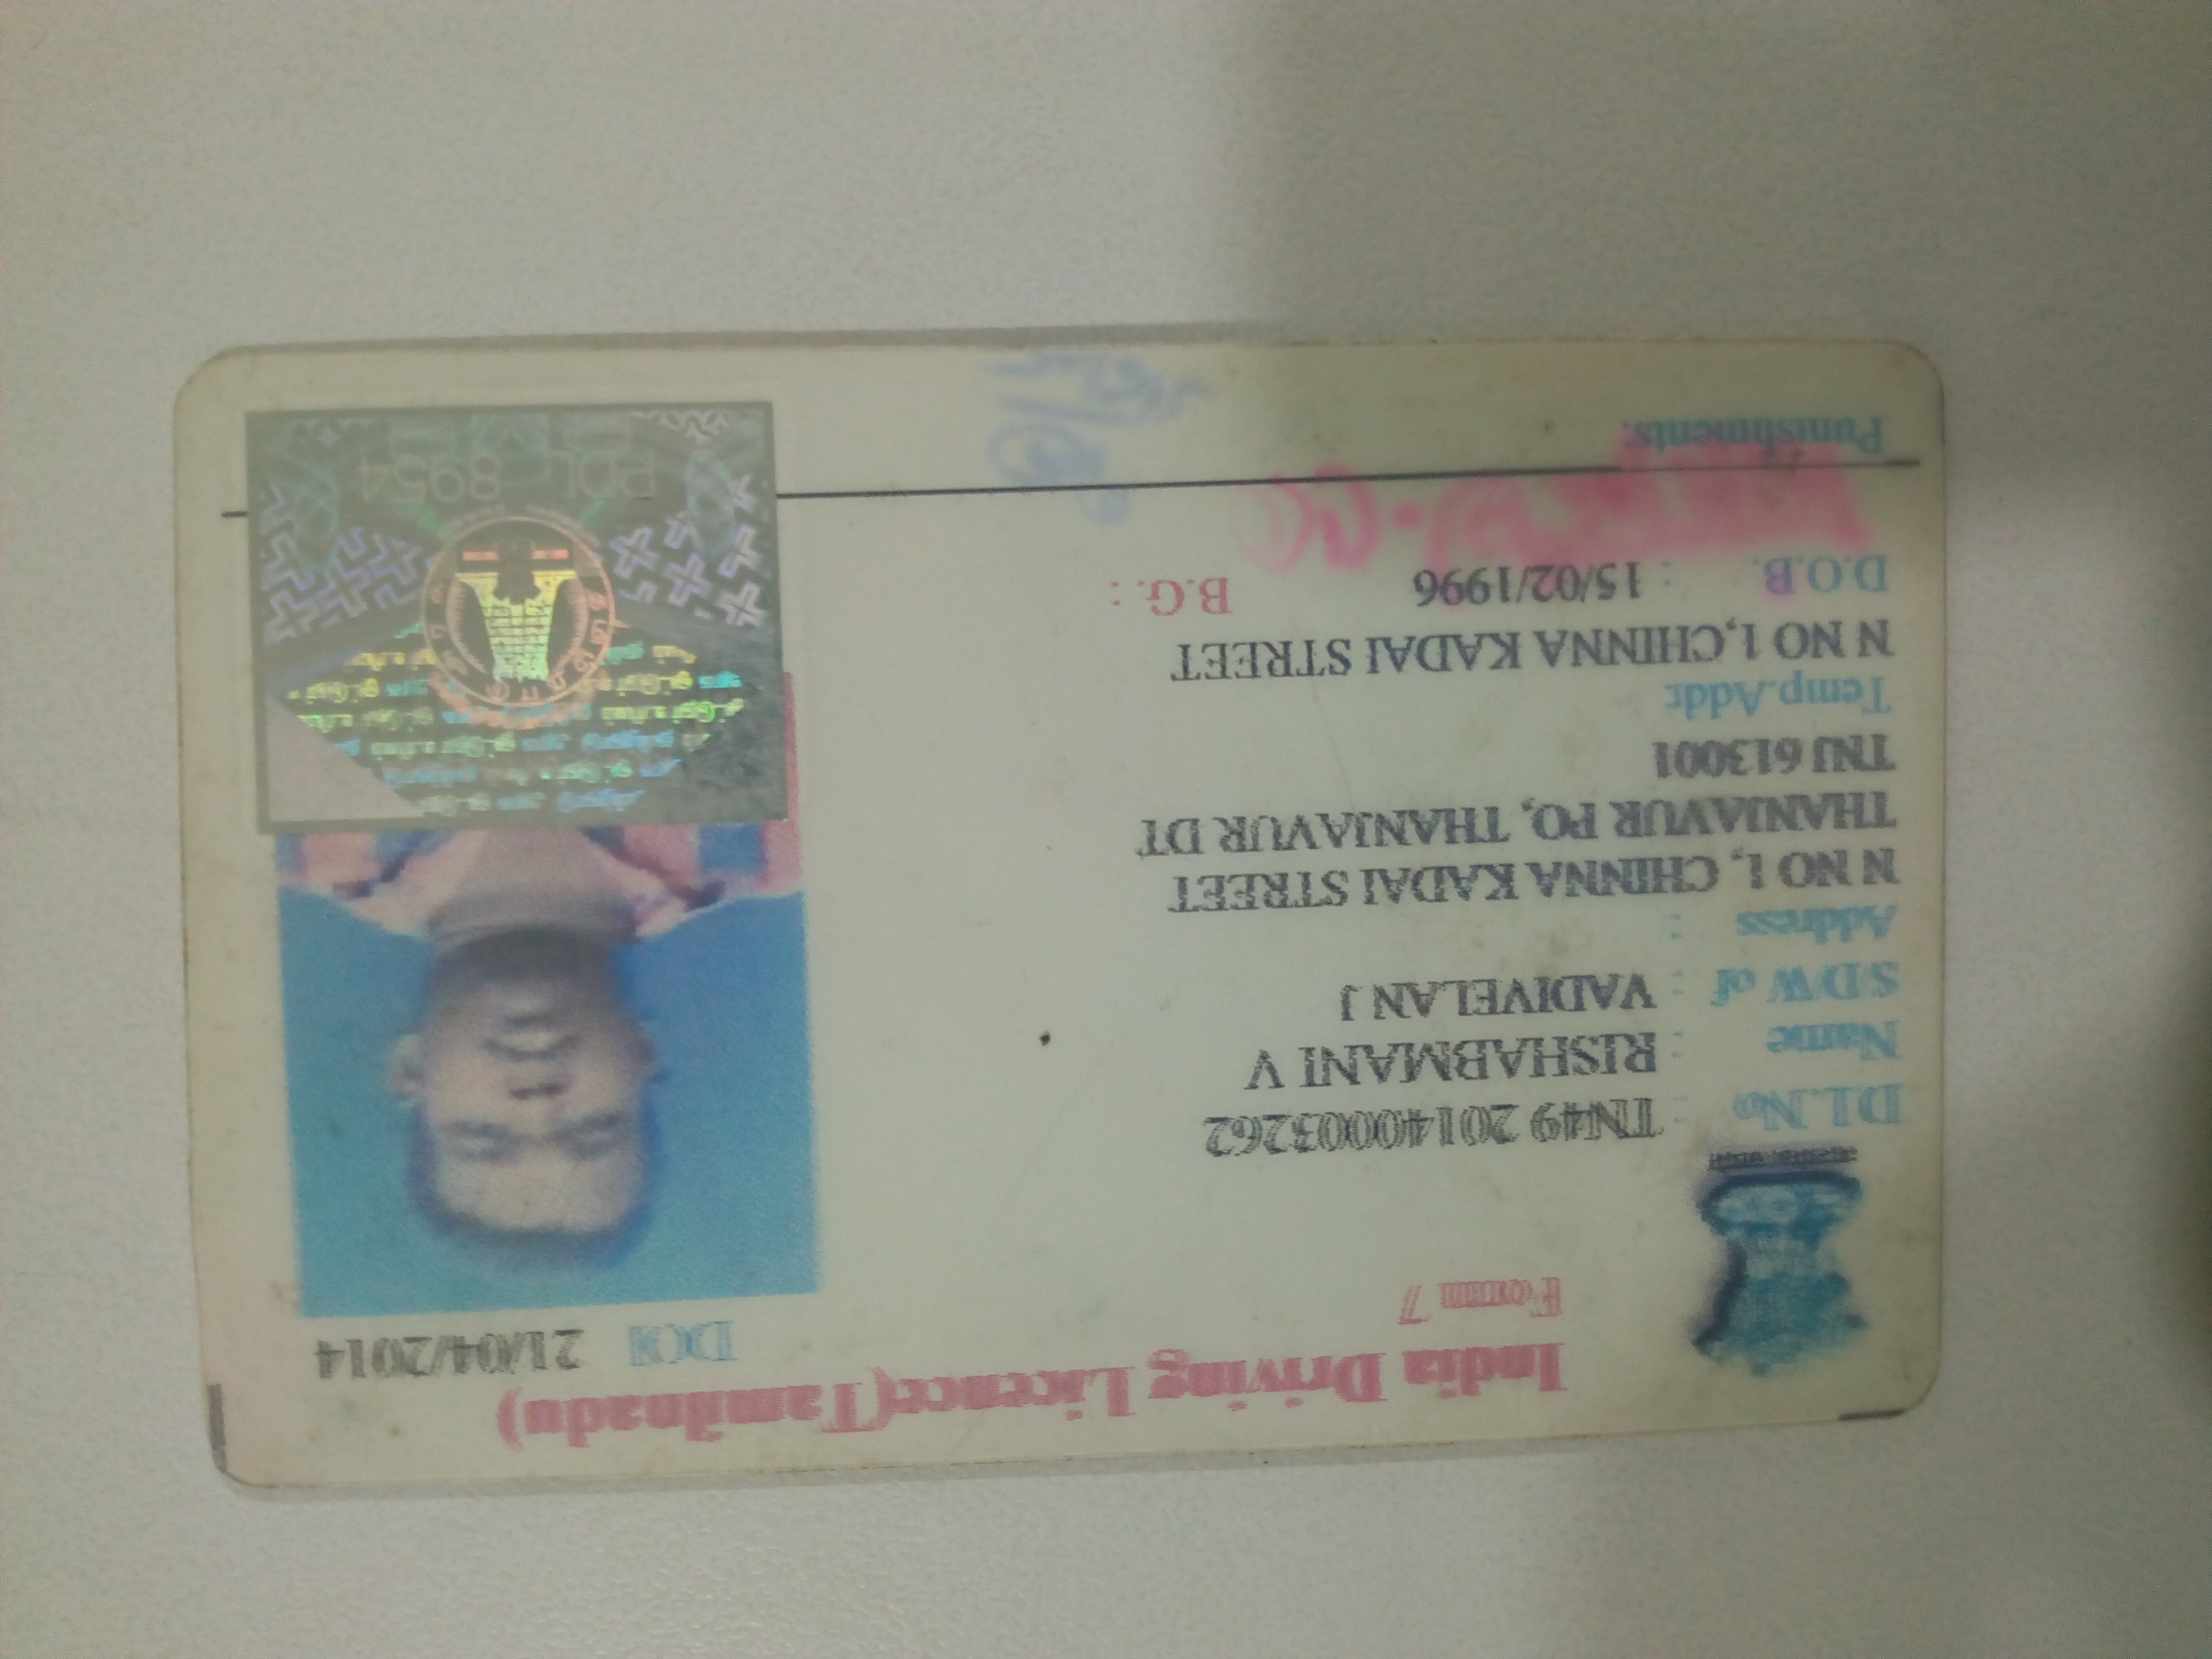 India Driving Licence(Tamilnadu)
Form 7
DOI 21/04/2014
D.L.No : TN49 20140003262
Name : RISHABMANI V
S/D/W of : VADIVELAN J
Address :
N NO 1, CHINNA KADAI STREET
THANJAVUR PO, THANJAVUR DT
TNJ 613001
Temp.Addr
N NO 1,CHINNA KADAI STREET
D.O.B. : 15/02/1996 B.G. :
Punishments:
PDL 8954